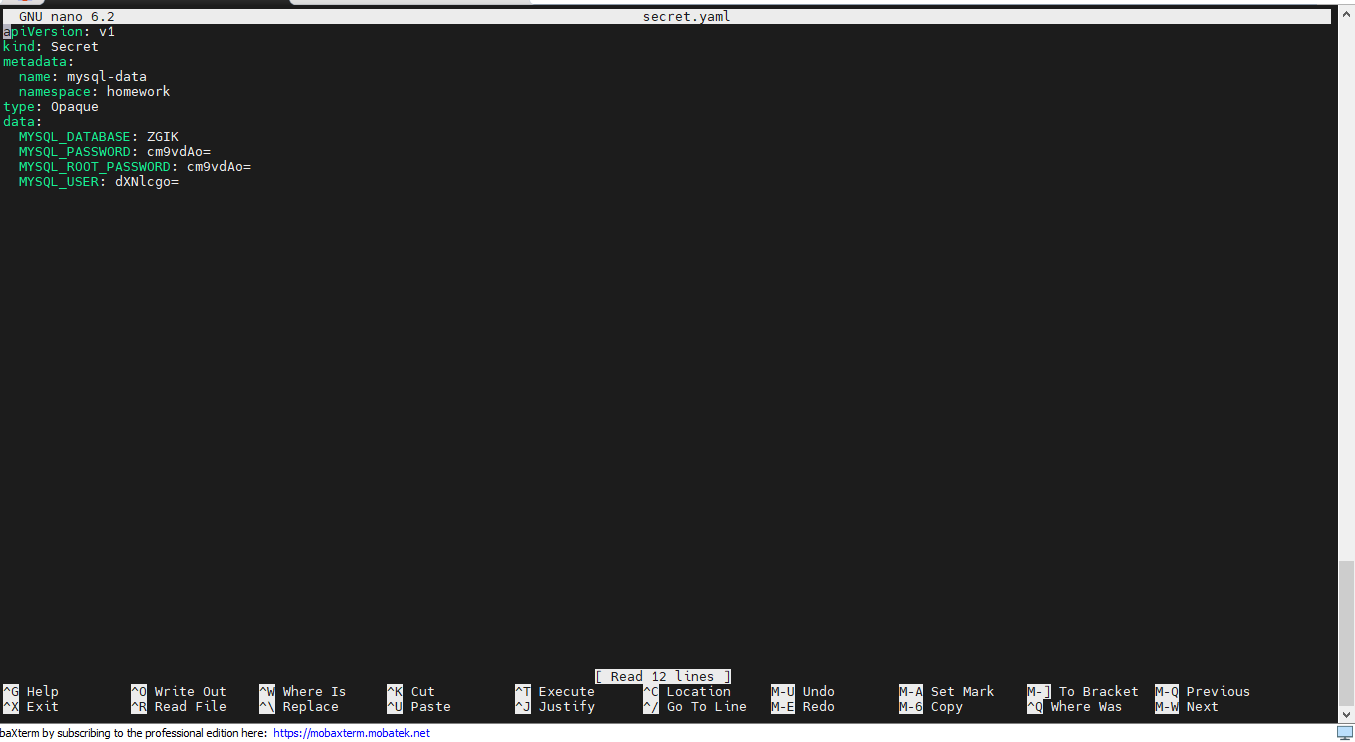 GNU nano 6.2 secret.yaml
apiVersion: v1
kind: Secret
metadata:
  name: mysql-data
  namespace: homework
type: Opaque
data:
  MYSQL_DATABASE: ZGIK
  MYSQL_PASSWORD: cm9vdAo=
  MYSQL_ROOT_PASSWORD: cm9vdAo=
  MYSQL_USER: dXNlcgo=
[ Read 12 lines ]
^G Help ^O Write Out ^W Where Is ^K Cut ^T Execute ^C Location M-U Undo M-A Set Mark M-] To Bracket M-Q Previous
^X Exit ^R Read File ^\ Replace ^U Paste ^J Justify ^/ Go To Line M-E Redo M-6 Copy ^Q Where Was M-W Next
baXterm by subscribing to the professional edition here: https://mobaxterm.mobatek.net